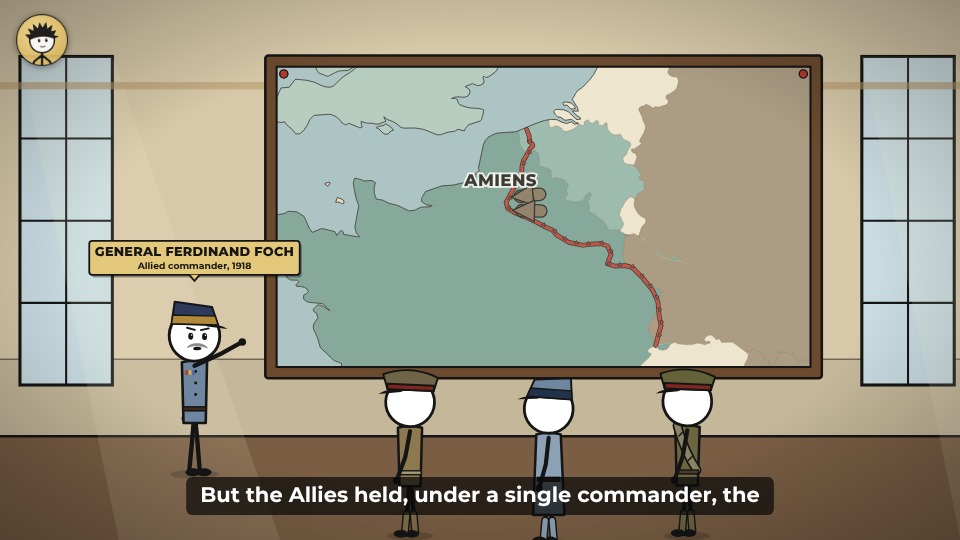 AMIENS
GENERAL FERDINAND FOCH
Allied commander, 1918
But the Allies held, under a single commander, the